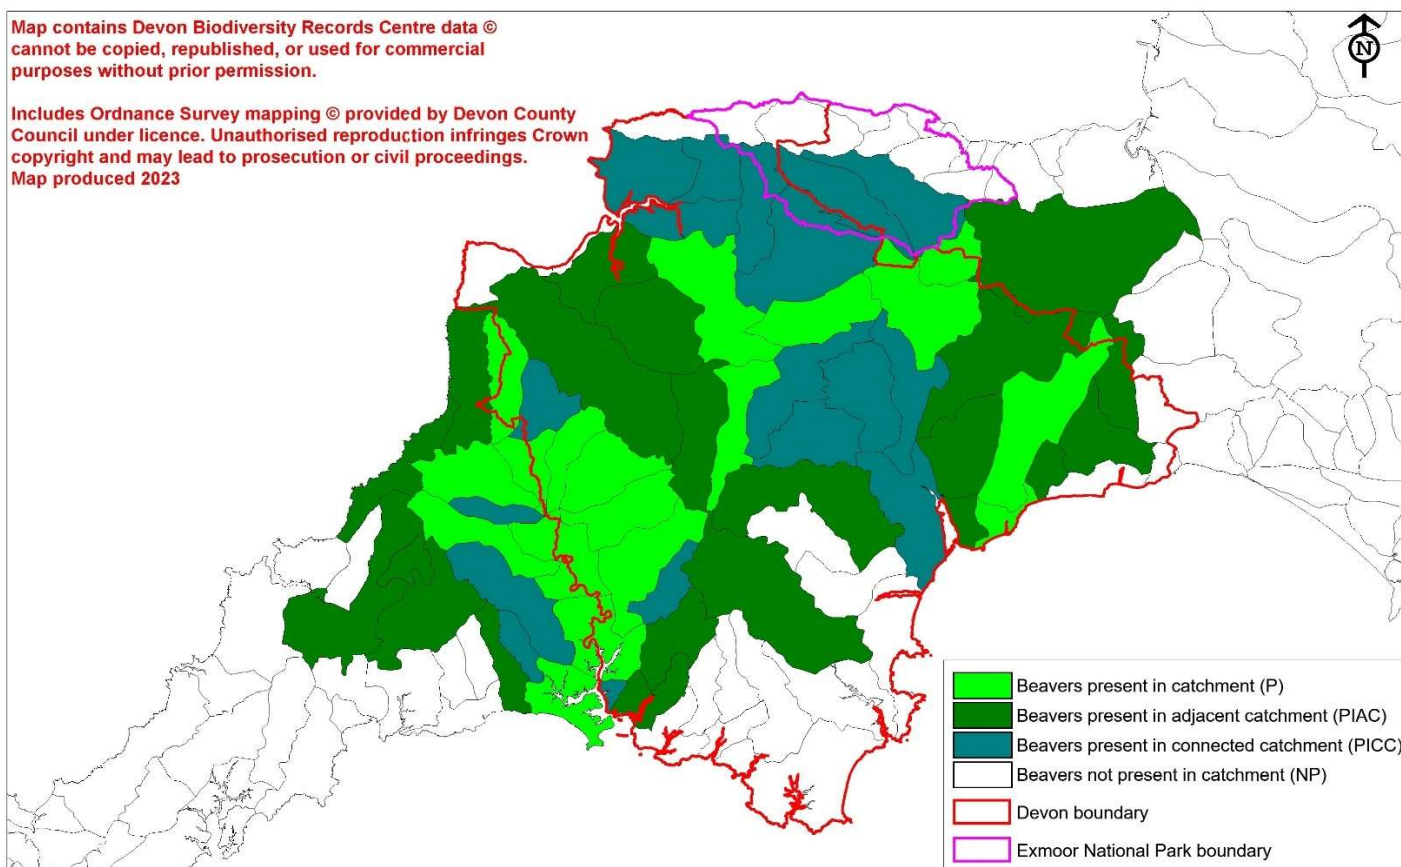 Map contains Devon Biodiversity Records Centre data ©
cannot be copied, republished, or used for commercial
purposes without prior permission.
Includes Ordnance Survey mapping © provided by Devon County
Council under licence. Unauthorised reproduction infringes Crown
copyright and may lead to prosecution or civil proceedings.
Map produced 2023
N
Beavers present in catchment (P)
Beavers present in adjacent catchment (PIAC)
Beavers present in connected catchment (PICC)
Beavers not present in catchment (NP)
Devon boundary
Exmoor National Park boundary